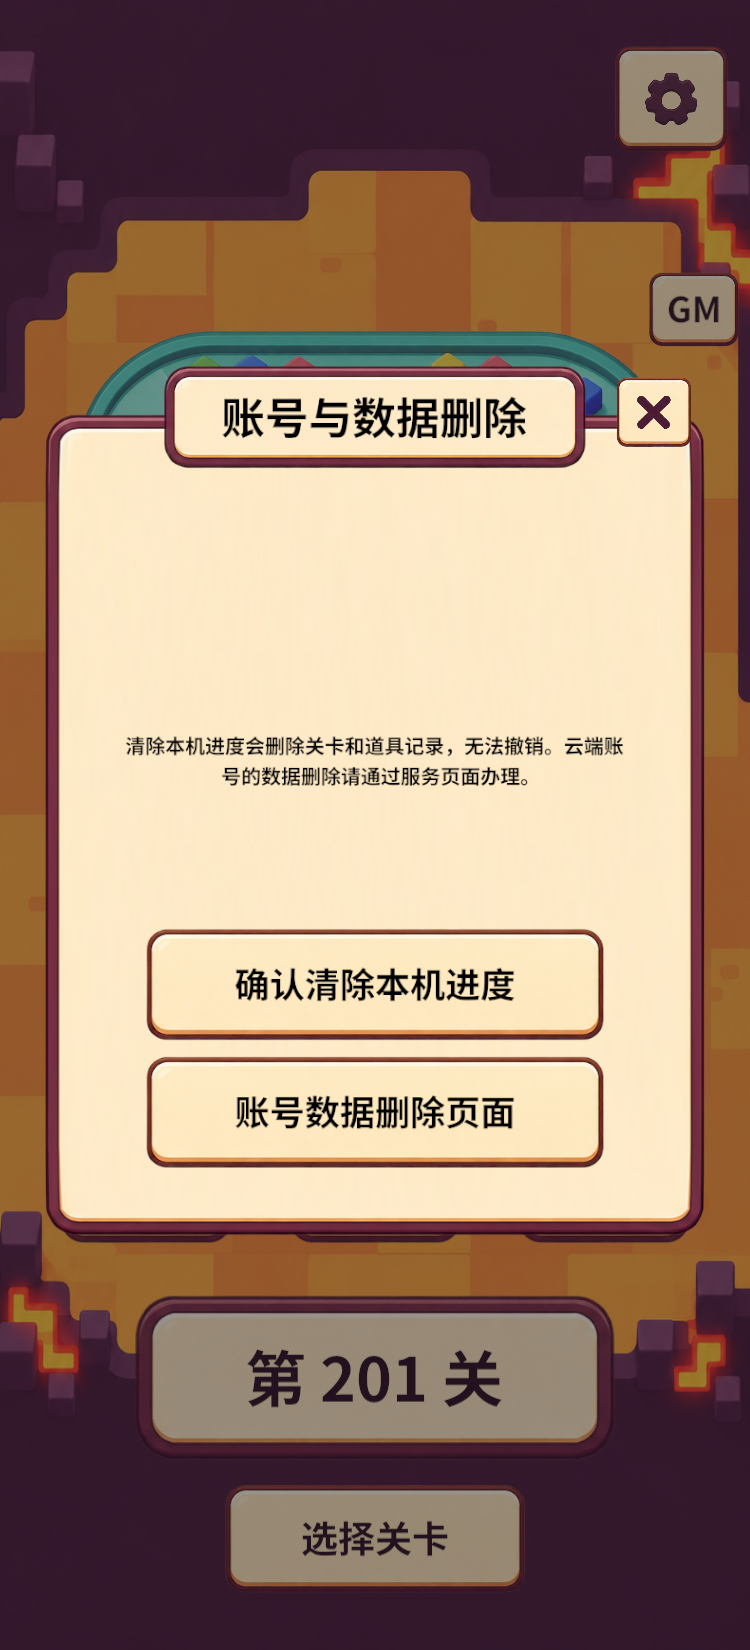 GM
账号与数据删除
清除本机进度会删除关卡和道具记录，无法撤销。云端账
号的数据删除请通过服务页面办理。
确认清除本机进度
账号数据删除页面
第 201 关
选择关卡